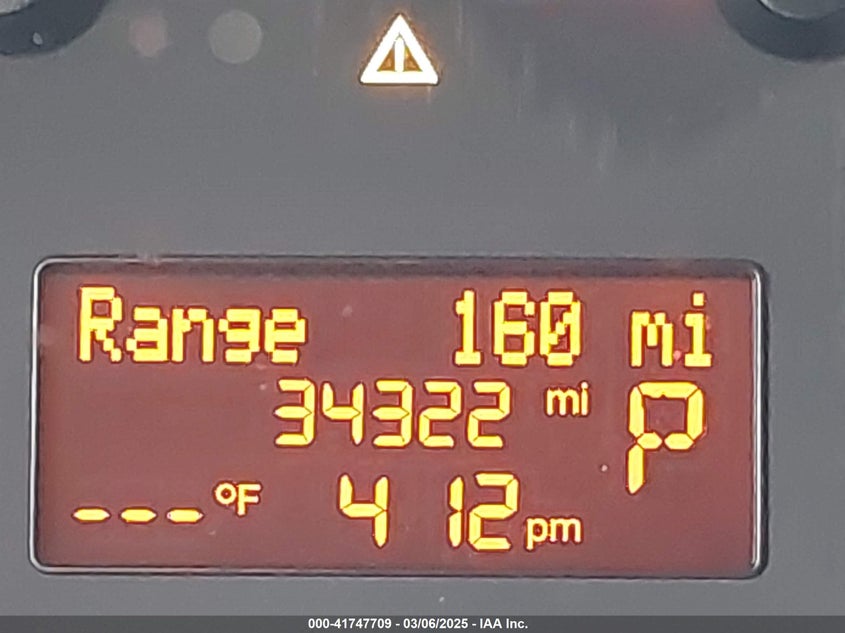 Range 160 mi
34322 mi P
---°F 4 12 pm
000-41747709 - 03/06/2025 - IAA Inc.